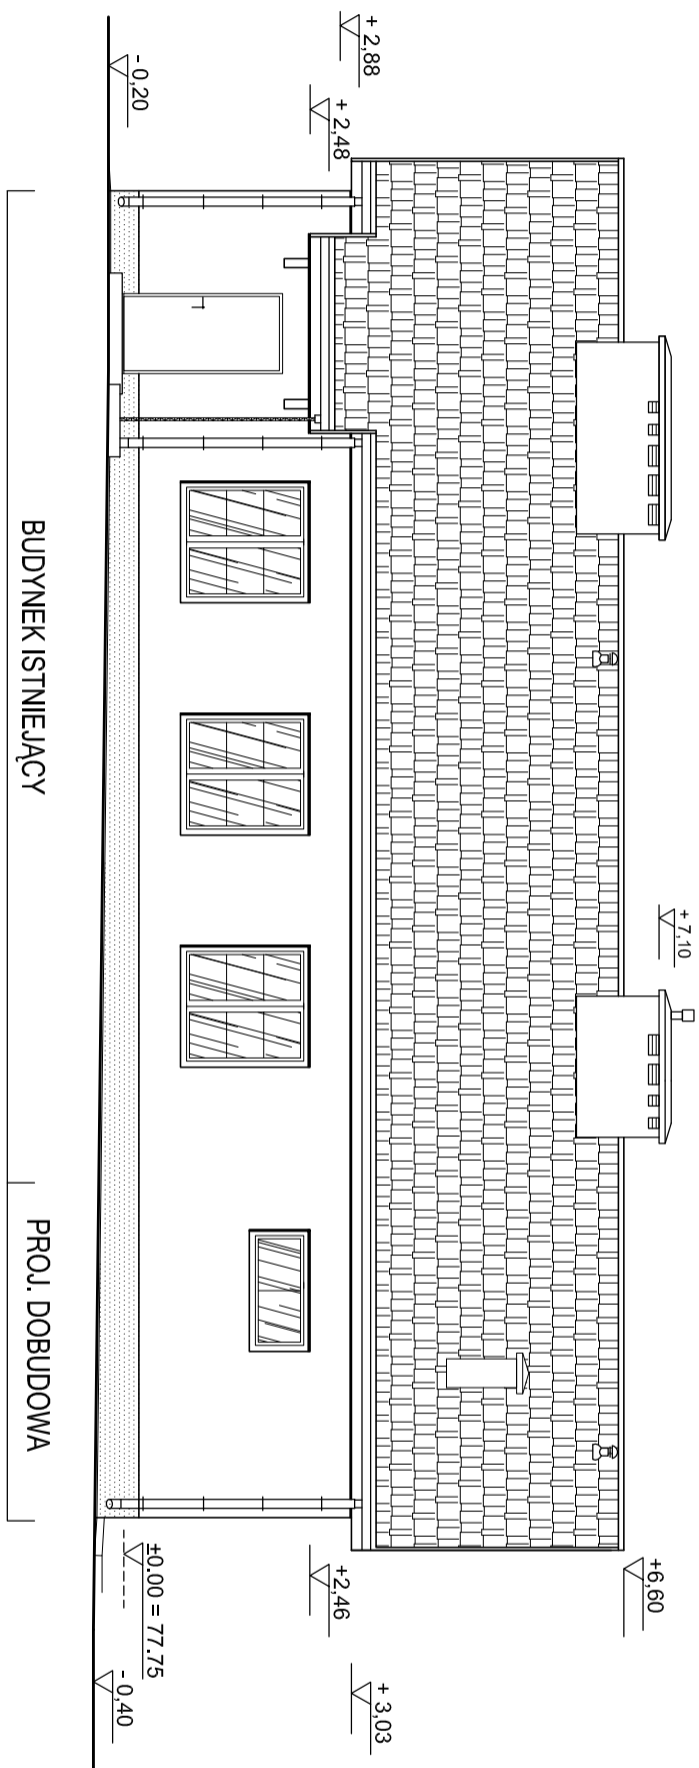 + 2,88
+ 2,48
- 0,20
+ 7,10
+6,60
+ 3,03
+2,46
±0.00 = 77.75
- 0,40
BUDYNEK ISTNIEJĄCY
PROJ. DOBUDOWA